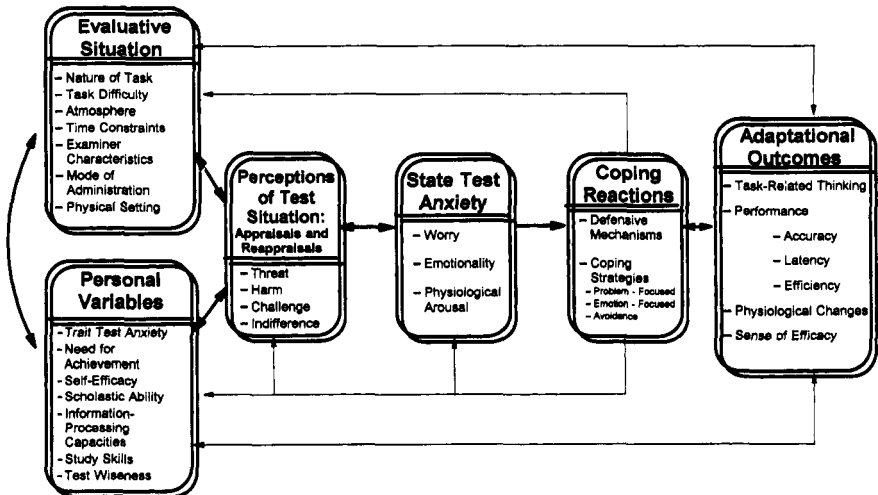 Evaluative
Situation
- Nature of Task
- Task Difficulty
- Atmosphere
- Time Constraints
- Examiner
Characteristics
- Mode of
Administration
- Physical Setting
Personal
Variables
- Trait Test Anxiety
- Need for
Achievement
- Self-Efficacy
- Scholastic Ability
- Information-
Processing
Capacities
- Study Skills
- Test Wiseness
Perceptions
of Test
Situation:
Appraisals and
Reappraisals
- Threat
- Harm
- Challenge
- Indifference
State Test
Anxiety
- Worry
- Emotionality
- Physiological
Arousal
Coping
Reactions
- Defensive
Mechanisms
- Coping
Strategies
- Problem - Focused
- Emotion - Focused
- Avoidance
Adaptational
Outcomes
- Task-Related Thinking
- Performance
- Accuracy
- Latency
- Efficiency
- Physiological Changes
- Sense of Efficacy